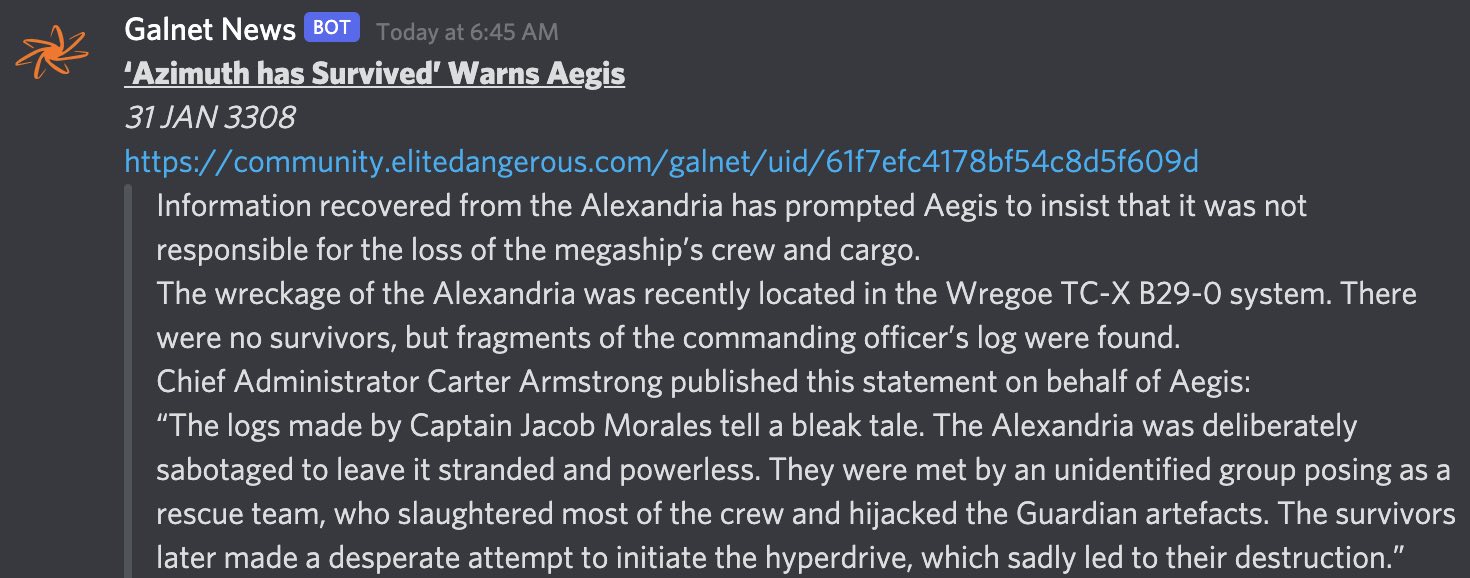 Galnet News BOT Today at 6:45 AM
‘Azimuth has Survived’ Warns Aegis
31 JAN 3308
https://community.elitedangerous.com/galnet/uid/61f7efc4178bf54c8d5f609d
Information recovered from the Alexandria has prompted Aegis to insist that it was not
responsible for the loss of the megaship’s crew and cargo.
The wreckage of the Alexandria was recently located in the Wregoe TC-X B29-0 system. There
were no survivors, but fragments of the commanding officer’s log were found.
Chief Administrator Carter Armstrong published this statement on behalf of Aegis:
“The logs made by Captain Jacob Morales tell a bleak tale. The Alexandria was deliberately
sabotaged to leave it stranded and powerless. They were met by an unidentified group posing as a
rescue team, who slaughtered most of the crew and hijacked the Guardian artefacts. The survivors
later made a desperate attempt to initiate the hyperdrive, which sadly led to their destruction.”